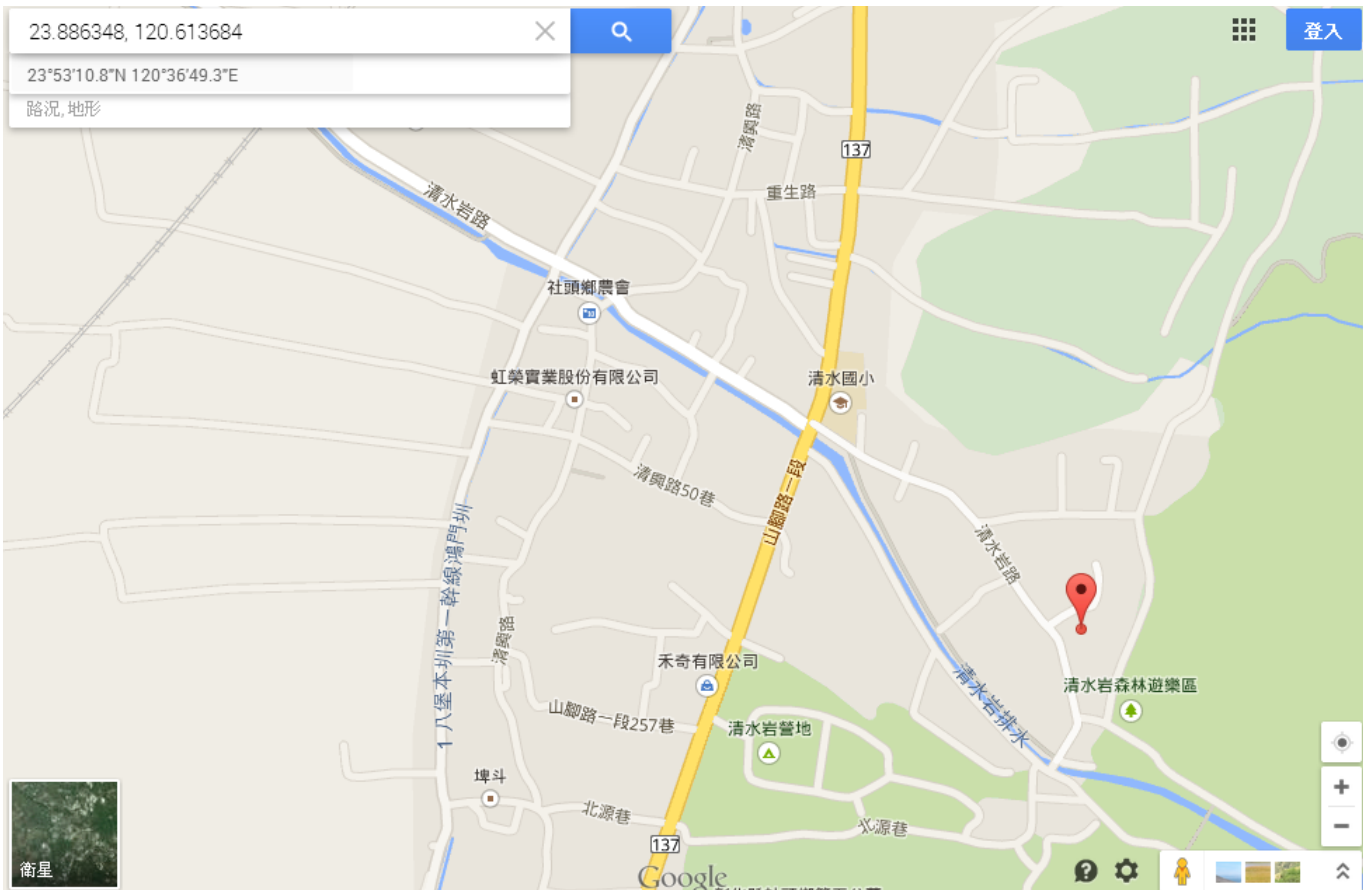 23.886348, 120.613684
登入
23°53'10.8"N 120°36'49.3"E
路況, 地形
清興路
137
重生路
清水岩路
社頭鄉農會
虹榮實業股份有限公司
清水國小
山腳路一段
清興路50巷
清水岩路
1 八堡本圳第一幹線鴻門圳
清興路
禾奇有限公司
清水岩排水
清水岩森林遊樂區
山腳路一段257巷
清水岩營地
埤斗
北源巷
北源巷
137
衛星
Google